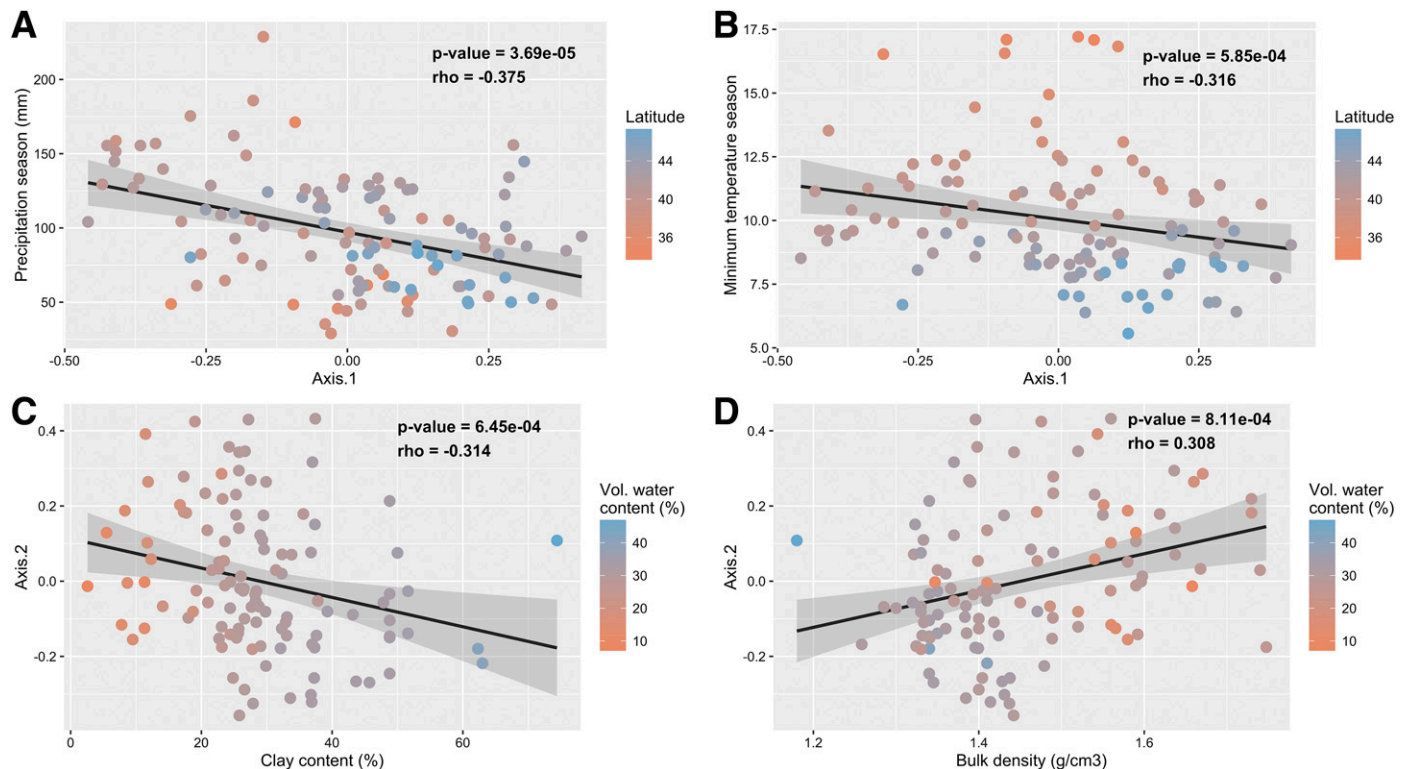 A
p-value = 3.69e-05
rho = -0.375
Precipitation season (mm)
200
150
100
50
-0.50
-0.25
0.00
0.25
Axis.1
Latitude
44
40
36
B
p-value = 5.85e-04
rho = -0.316
Minimum temperature season
17.5
15.0
12.5
10.0
7.5
5.0
-0.50
-0.25
0.00
0.25
Axis.1
Latitude
44
40
36
C
p-value = 6.45e-04
rho = -0.314
Axis.2
0.4
0.2
0.0
-0.2
0
20
40
60
Clay content (%)
Vol. water
content (%)
40
30
20
10
D
p-value = 8.11e-04
rho = 0.308
Axis.2
0.4
0.2
0.0
-0.2
1.2
1.4
1.6
Bulk density (g/cm3)
Vol. water
content (%)
40
30
20
10